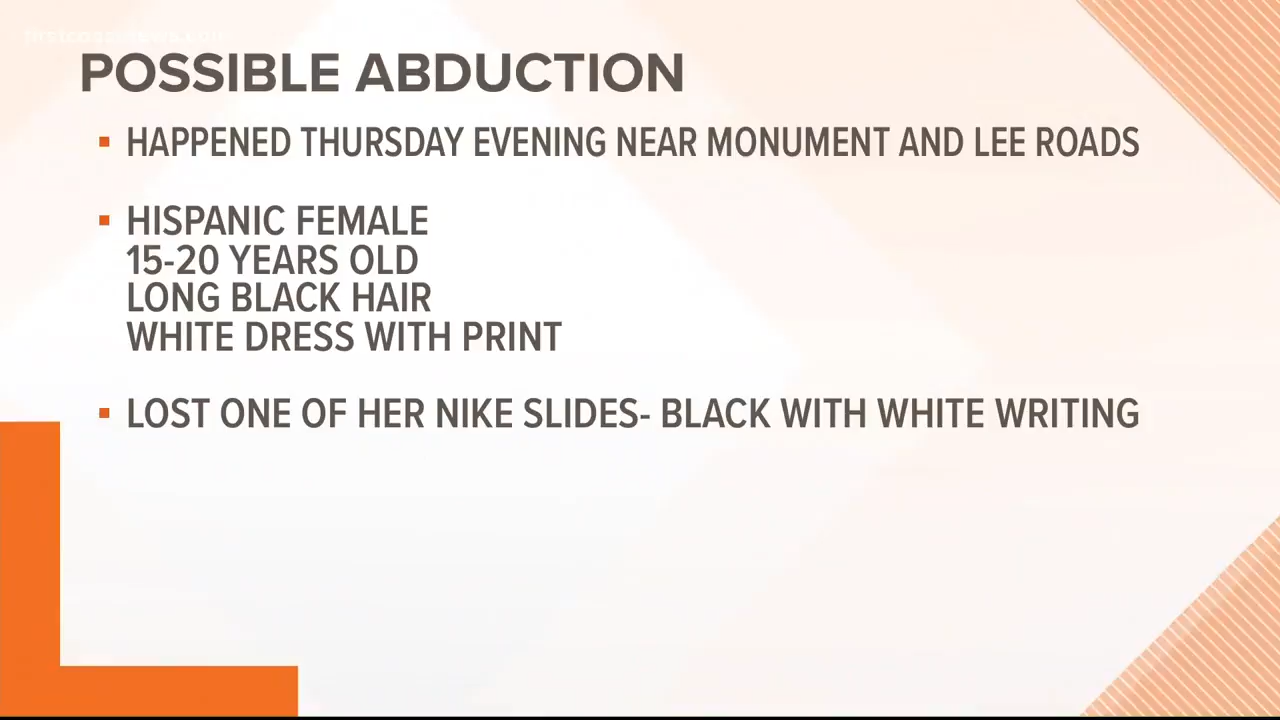 POSSIBLE ABDUCTION
HAPPENED THURSDAY EVENING NEAR MONUMENT AND LEE ROADS
HISPANIC FEMALE
15-20 YEARS OLD
LONG BLACK HAIR
WHITE DRESS WITH PRINT
LOST ONE OF HER NIKE SLIDES- BLACK WITH WHITE WRITING